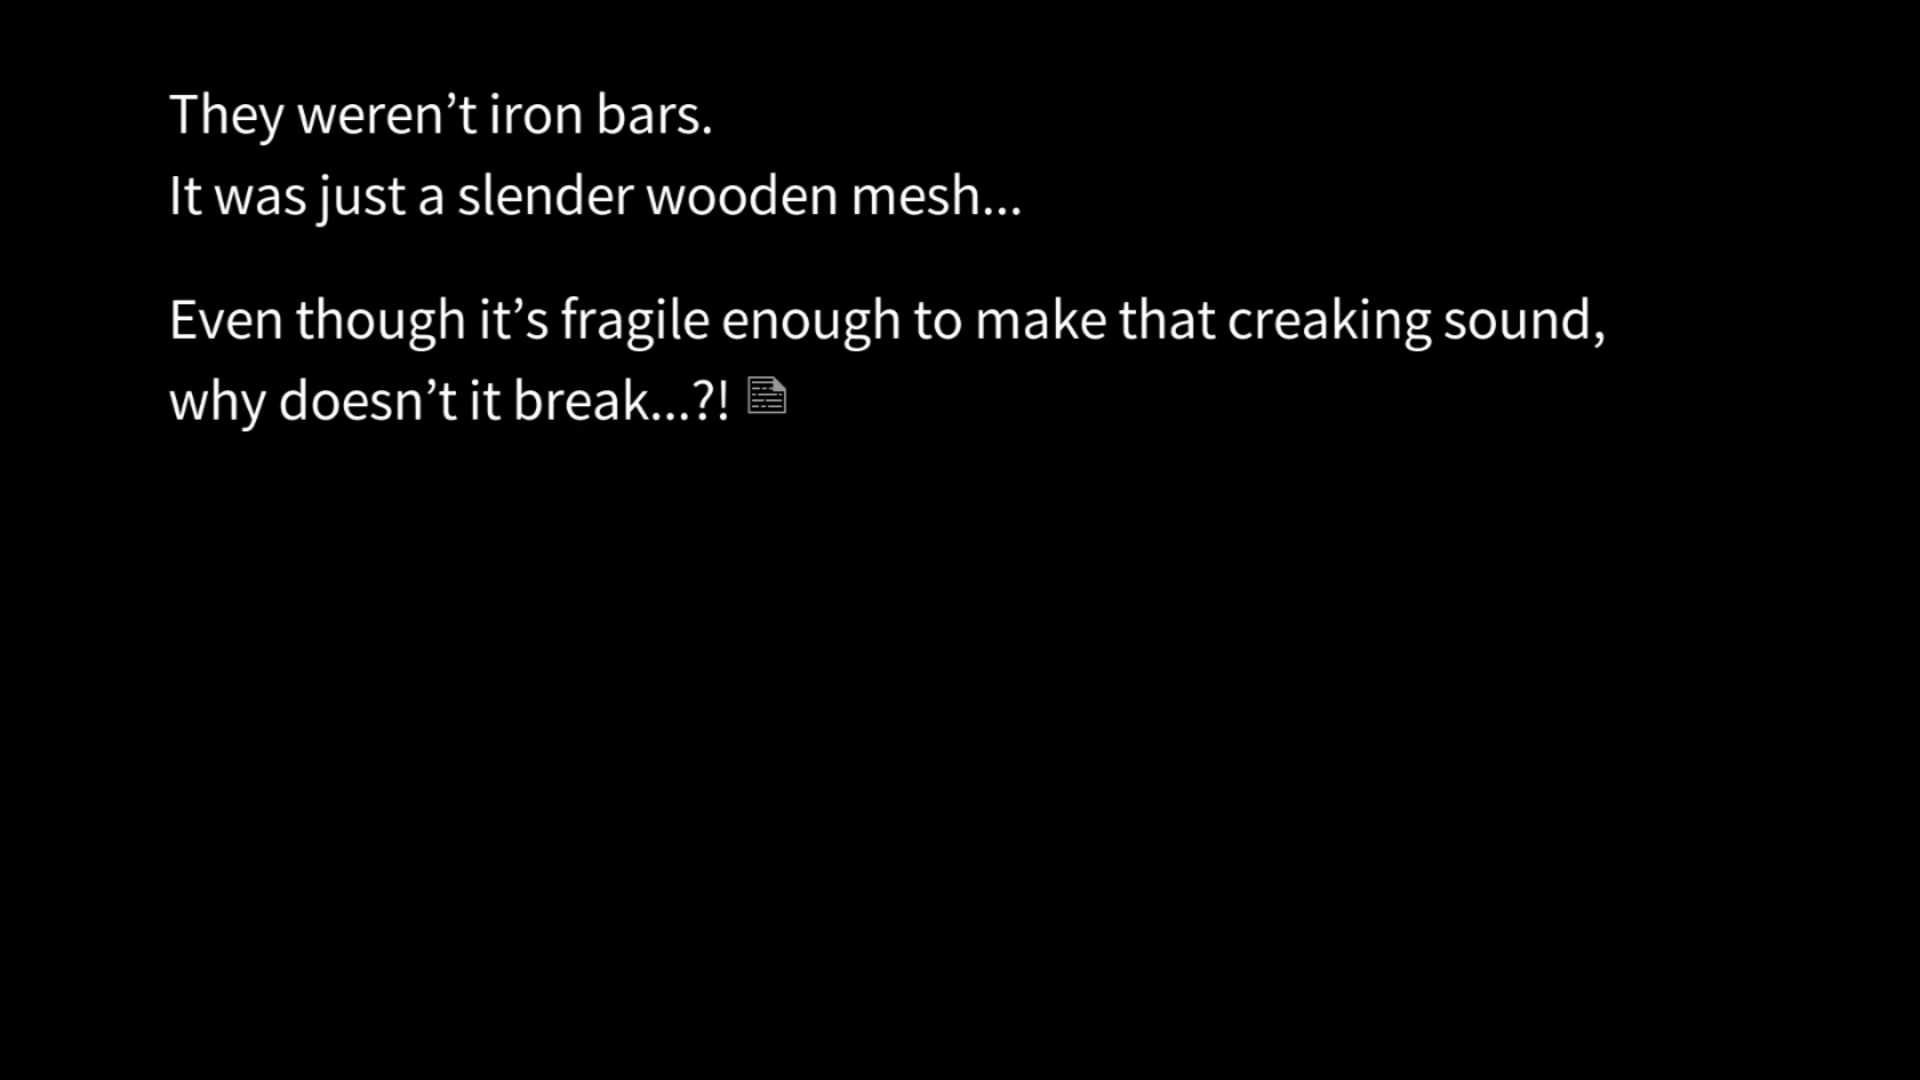 They weren’t iron bars.
It was just a slender wooden mesh...
Even though it’s fragile enough to make that creaking sound,
why doesn’t it break...?!